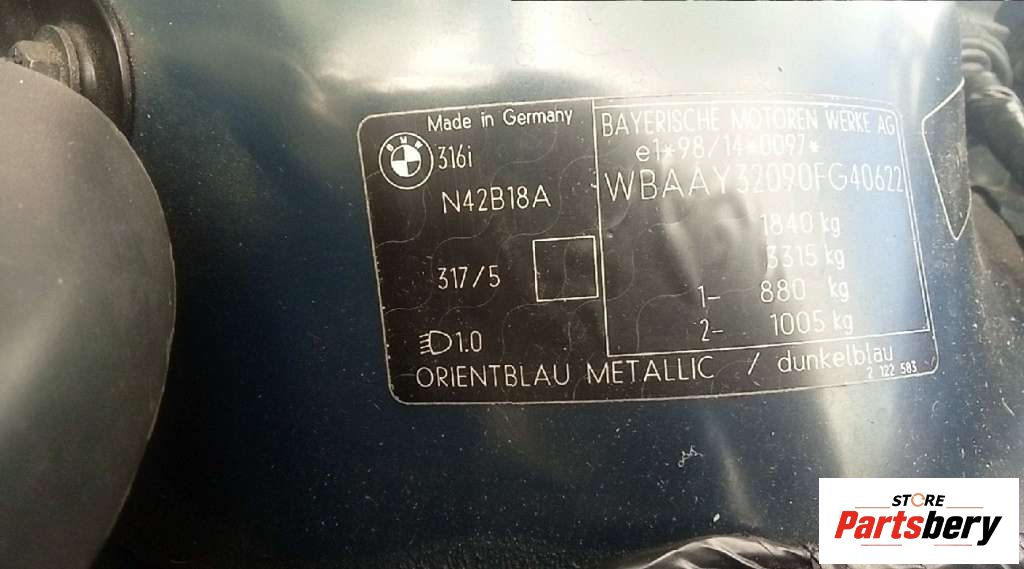 Made in Germany
BMW
316i
N42B18A
317/5
1.0
BAYERISCHE MOTOREN WERKE AG
e1*98/14*0097*
WBAAY32090FG40622
1840 kg
3315 kg
1- 880 kg
2- 1005 kg
ORIENTBLAU METALLIC / dunkelblau
2 122 583
STORE
Partsbery